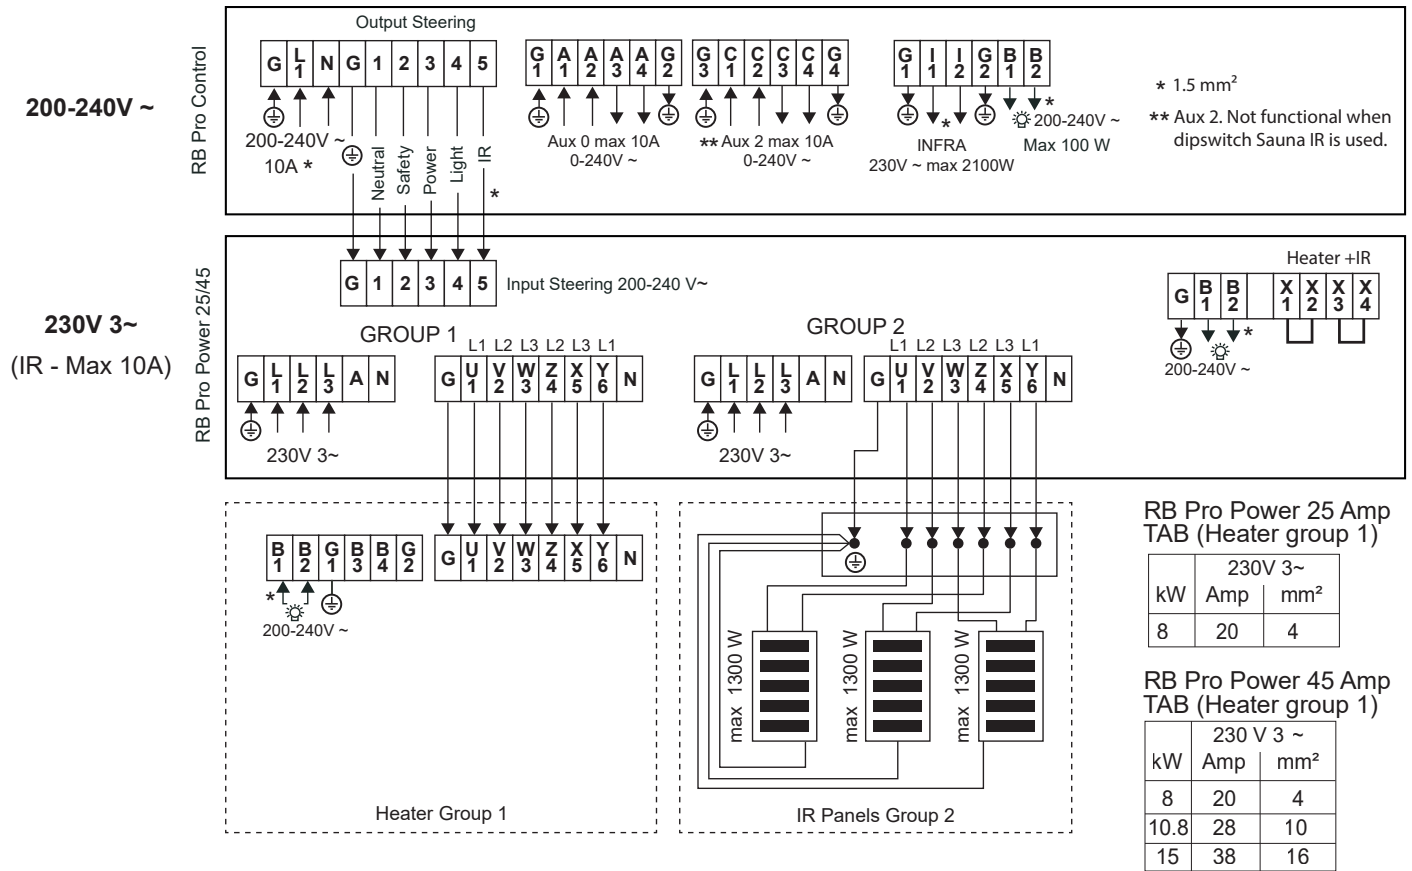 Output Steering
RB Pro Control
200-240V ~
G L1 N G 1 2 3 4 5
200-240V ~
10A *
Neutral
Safety
Power
Light
IR
*
G1 A1 A2 A3 A4 G2
Aux 0 max 10A
0-240V ~
G3 C1 C2 C3 C4 G4
** Aux 2 max 10A
0-240V ~
G1 I1 I2 G2 B1 B2
*
INFRA
230V ~ max 2100W
*
200-240V ~
Max 100 W
* 1.5 mm²
** Aux 2. Not functional when
dipswitch Sauna IR is used.
RB Pro Power 25/45
230V 3~
(IR - Max 10A)
G 1 2 3 4 5
Input Steering 200-240 V~
GROUP 1
G L1 L2 L3 A N
230V 3~
L1 L2 L3 L2 L3 L1
G U1 V2 W3 Z4 X5 Y6 N
GROUP 2
G L1 L2 L3 A N
230V 3~
L1 L2 L3 L2 L3 L1
G U1 V2 W3 Z4 X5 Y6 N
Heater +IR
G B1 B2 X1 X2 X3 X4
*
200-240V ~
B1 B2 G1 B3 B4 G2
*
200-240V ~
G U1 V2 W3 Z4 X5 Y6 N
Heater Group 1
max 1300 W
max 1300 W
max 1300 W
IR Panels Group 2
RB Pro Power 25 Amp
TAB (Heater group 1)
230V 3~
kW Amp mm²
8 20 4
RB Pro Power 45 Amp
TAB (Heater group 1)
230 V 3 ~
kW Amp mm²
8 20 4
10.8 28 10
15 38 16